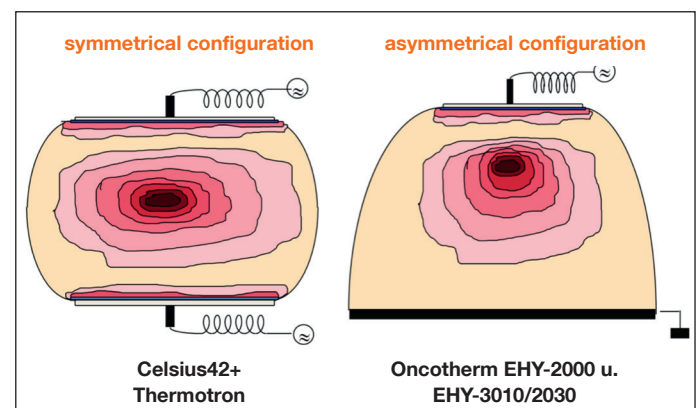 symmetrical configuration
asymmetrical configuration
≈
≈
≈
Celsius42+
Thermotron
Oncotherm EHY-2000 u.
EHY-3010/2030